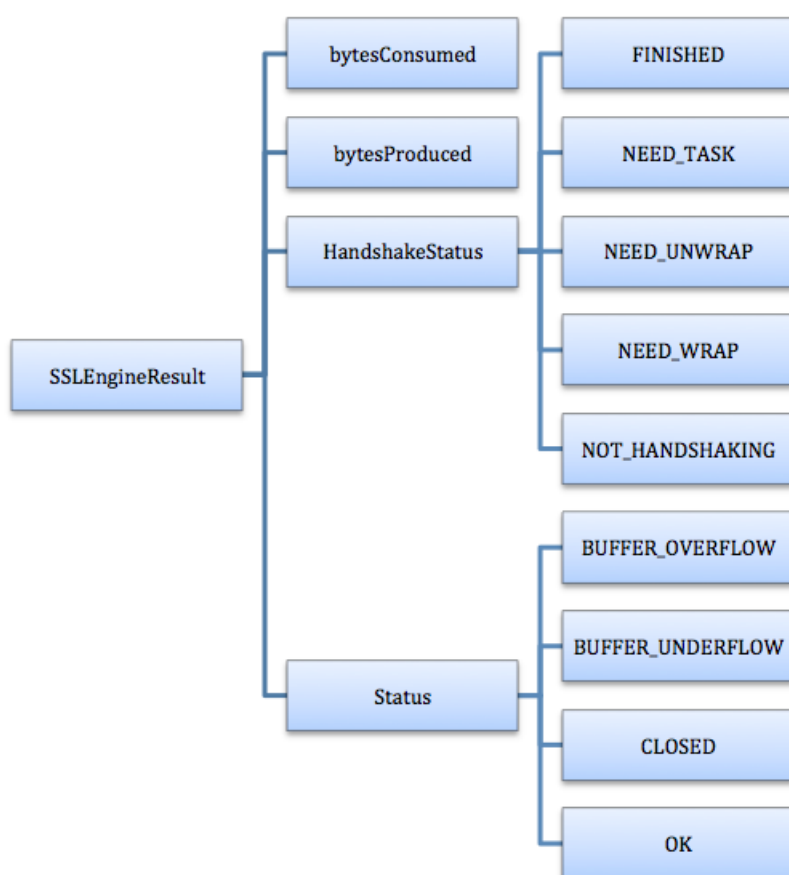 bytesConsumed
FINISHED
bytesProduced
NEED_TASK
HandshakeStatus
NEED_UNWRAP
NEED_WRAP
SSLEngineResult
NOT_HANDSHAKING
BUFFER_OVERFLOW
BUFFER_UNDERFLOW
Status
CLOSED
OK